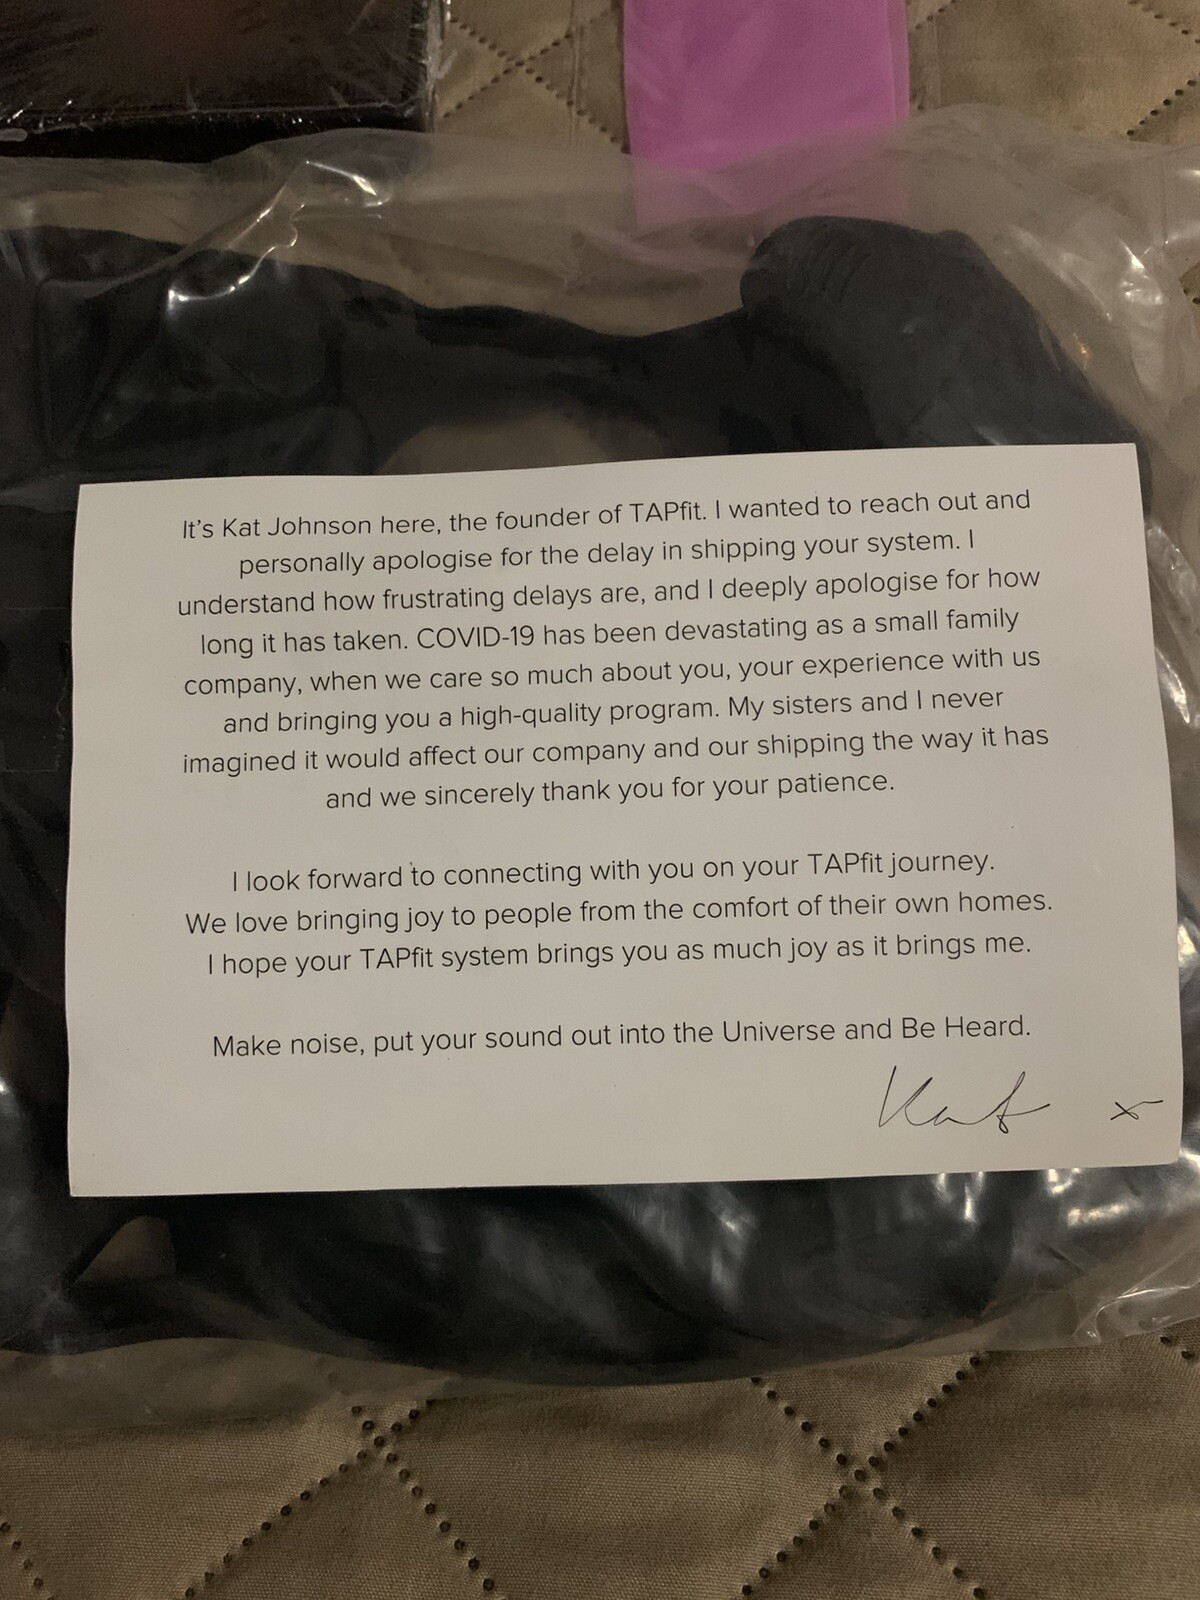 It's Kat Johnson here, the founder of TAPfit. I wanted to reach out and
personally apologise for the delay in shipping your system. I
understand how frustrating delays are, and I deeply apologise for how
long it has taken. COVID-19 has been devastating as a small family
company, when we care so much about you, your experience with us
and bringing you a high-quality program. My sisters and I never
imagined it would affect our company and our shipping the way it has
and we sincerely thank you for your patience.
I look forward to connecting with you on your TAPfit journey.
We love bringing joy to people from the comfort of their own homes.
I hope your TAPfit system brings you as much joy as it brings me.
Make noise, put your sound out into the Universe and Be Heard.
Kat x